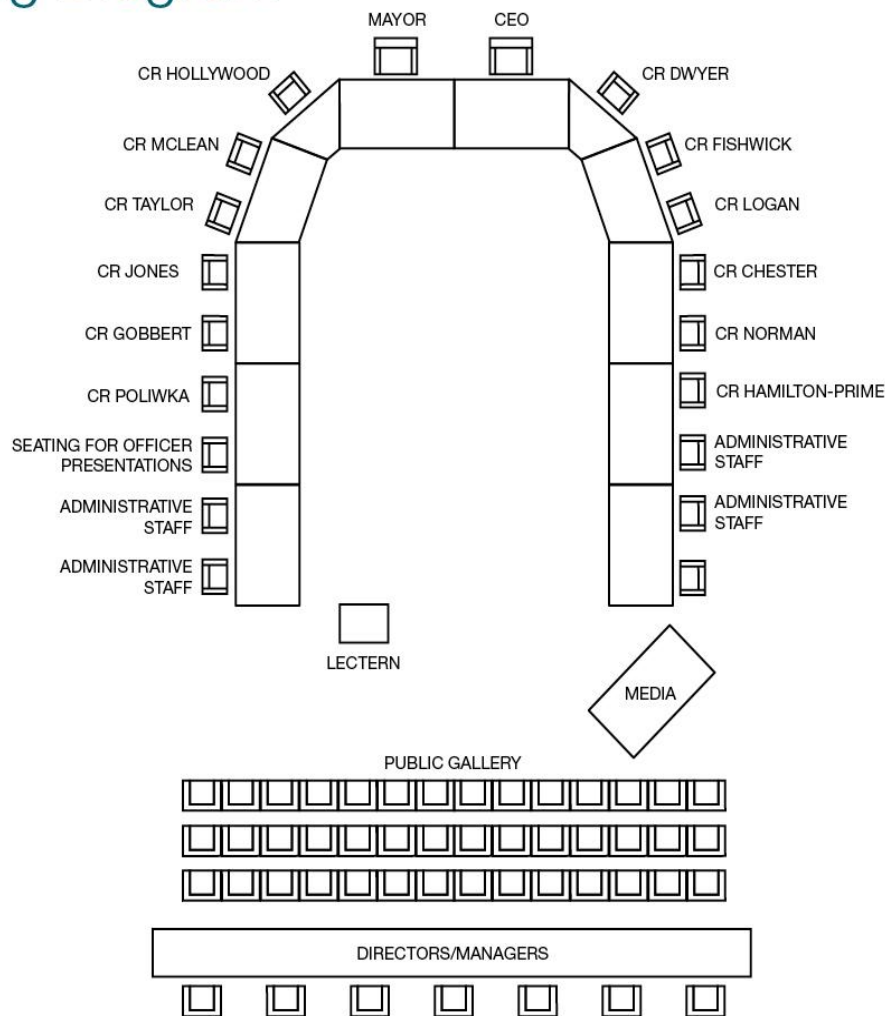 MAYOR
CEO
CR HOLLYWOOD
CR DWYER
CR MCLEAN
CR FISHWICK
CR TAYLOR
CR LOGAN
CR JONES
CR CHESTER
CR GOBBERT
CR NORMAN
CR POLIWKA
CR HAMILTON-PRIME
SEATING FOR OFFICER
PRESENTATIONS
ADMINISTRATIVE
STAFF
ADMINISTRATIVE
STAFF
ADMINISTRATIVE
STAFF
ADMINISTRATIVE
STAFF
LECTERN
MEDIA
PUBLIC GALLERY
DIRECTORS/MANAGERS